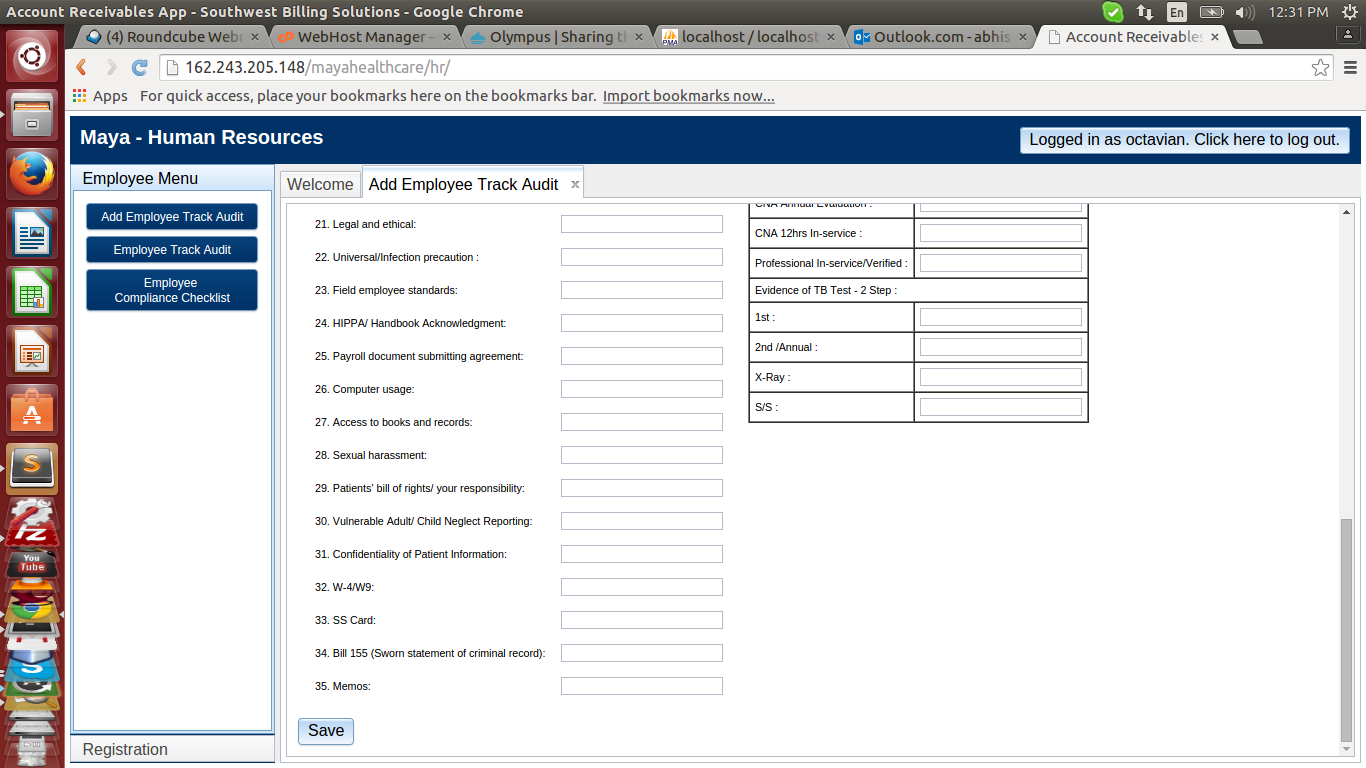 Account Receivables App - Southwest Billing Solutions - Google Chrome
En
12:31 PM
(4) Roundcube Web
WebHost Manager -
Olympus | Sharing t
localhost / localhost
Outlook.com - abhis
Account Receivables
162.243.205.148/mayahealthcare/hr/
Apps
For quick access, place your bookmarks here on the bookmarks bar.
Import bookmarks now...
Maya - Human Resources
Logged in as octavian. Click here to log out.
Employee Menu
Add Employee Track Audit
Employee Track Audit
Employee
Compliance Checklist
Registration
Welcome
Add Employee Track Audit
x
21. Legal and ethical:
22. Universal/Infection precaution :
23. Field employee standards:
24. HIPPA/ Handbook Acknowledgment:
25. Payroll document submitting agreement:
26. Computer usage:
27. Access to books and records:
28. Sexual harassment:
29. Patients' bill of rights/ your responsibility:
30. Vulnerable Adult/ Child Neglect Reporting:
31. Confidentiality of Patient Information:
32. W-4/W9:
33. SS Card:
34. Bill 155 (Sworn statement of criminal record):
35. Memos:
Save
CNA Annual Evaluation :
CNA 12hrs In-service :
Professional In-service/Verified :
Evidence of TB Test - 2 Step :
1st :
2nd /Annual :
X-Ray :
S/S :
You
Tube